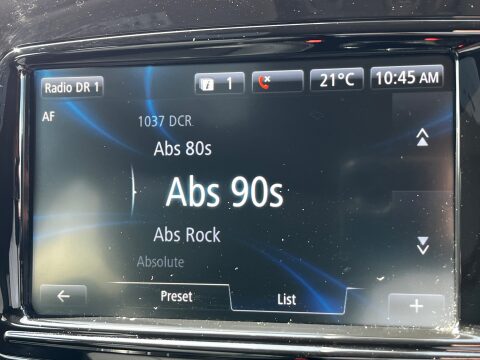 Radio DR 1
i 1
21°C
10:45 AM
AF
1037 DCR
Abs 80s
Abs 90s
Abs Rock
Absolute
Preset
List
+